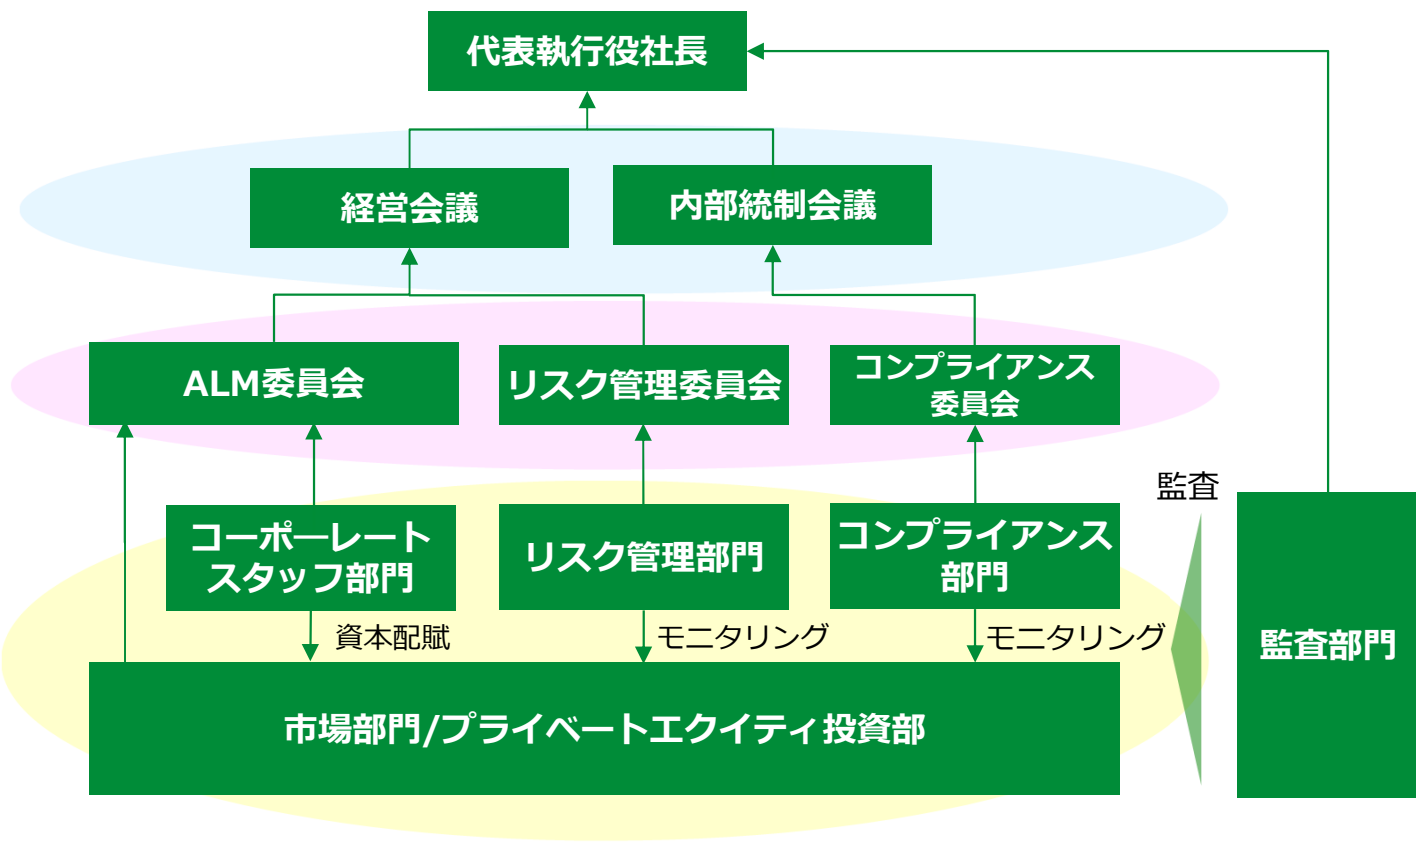 代表執行役社長
経営会議
内部統制会議
ALM委員会
リスク管理委員会
コンプライアンス
委員会
監査
コーポ―レート
スタッフ部門
リスク管理部門
コンプライアンス
部門
資本配賦
モニタリング
モニタリング
監査部門
市場部門/プライベートエクイティ投資部